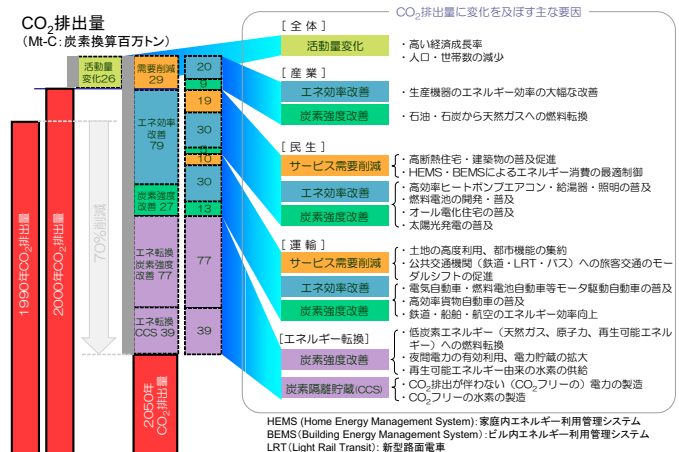 CO2排出量
(Mt-C:炭素換算百万トン)
活動量
変化26
需要削減
29
エネ効率
改善
79
炭素強度
改善 27
エネ転換
炭素強度
改善 77
エネ転換
CCS 39
20
9
19
30
10
30
13
77
39
70%削減
1990年CO2排出量
2000年CO2排出量
2050年
CO2排出量
CO2排出量に変化を及ぼす主な要因
[全体]
活動量変化
・高い経済成長率
・人口・世帯数の減少
[産業]
エネ効率改善
・生産機器のエネルギー効率の大幅な改善
炭素強度改善
・石油・石炭から天然ガスへの燃料転換
[民生]
サービス需要削減
・高断熱住宅・建築物の普及促進
・HEMS・BEMSによるエネルギー消費の最適制御
エネ効率改善
・高効率ヒートポンプエアコン・給湯器・照明の普及
・燃料電池の開発・普及
炭素強度改善
・オール電化住宅の普及
・太陽光発電の普及
[運輸]
サービス需要削減
・土地の高度利用、都市機能の集約
・公共交通機関(鉄道・LRT・バス)への旅客交通のモー
ダルシフトの促進
エネ効率改善
・電気自動車・燃料電池自動車等モータ駆動自動車の普及
・高効率貨物自動車の普及
炭素強度改善
・鉄道・船舶・航空のエネルギー効率向上
[エネルギー転換]
・低炭素エネルギー(天然ガス、原子力、再生可能エネル
ギー)への燃料転換
炭素強度改善
・夜間電力の有効利用、電力貯蔵の拡大
・再生可能エネルギー由来の水素の供給
炭素隔離貯蔵(CCS)
・CO2排出が伴わない(CO2フリーの)電力の製造
・CO2フリーの水素の製造
HEMS (Home Energy Management System):家庭内エネルギー利用管理システム
BEMS(Building Energy Management System):ビル内エネルギー利用管理システム
LRT(Light Rail Transit): 新型路面電車